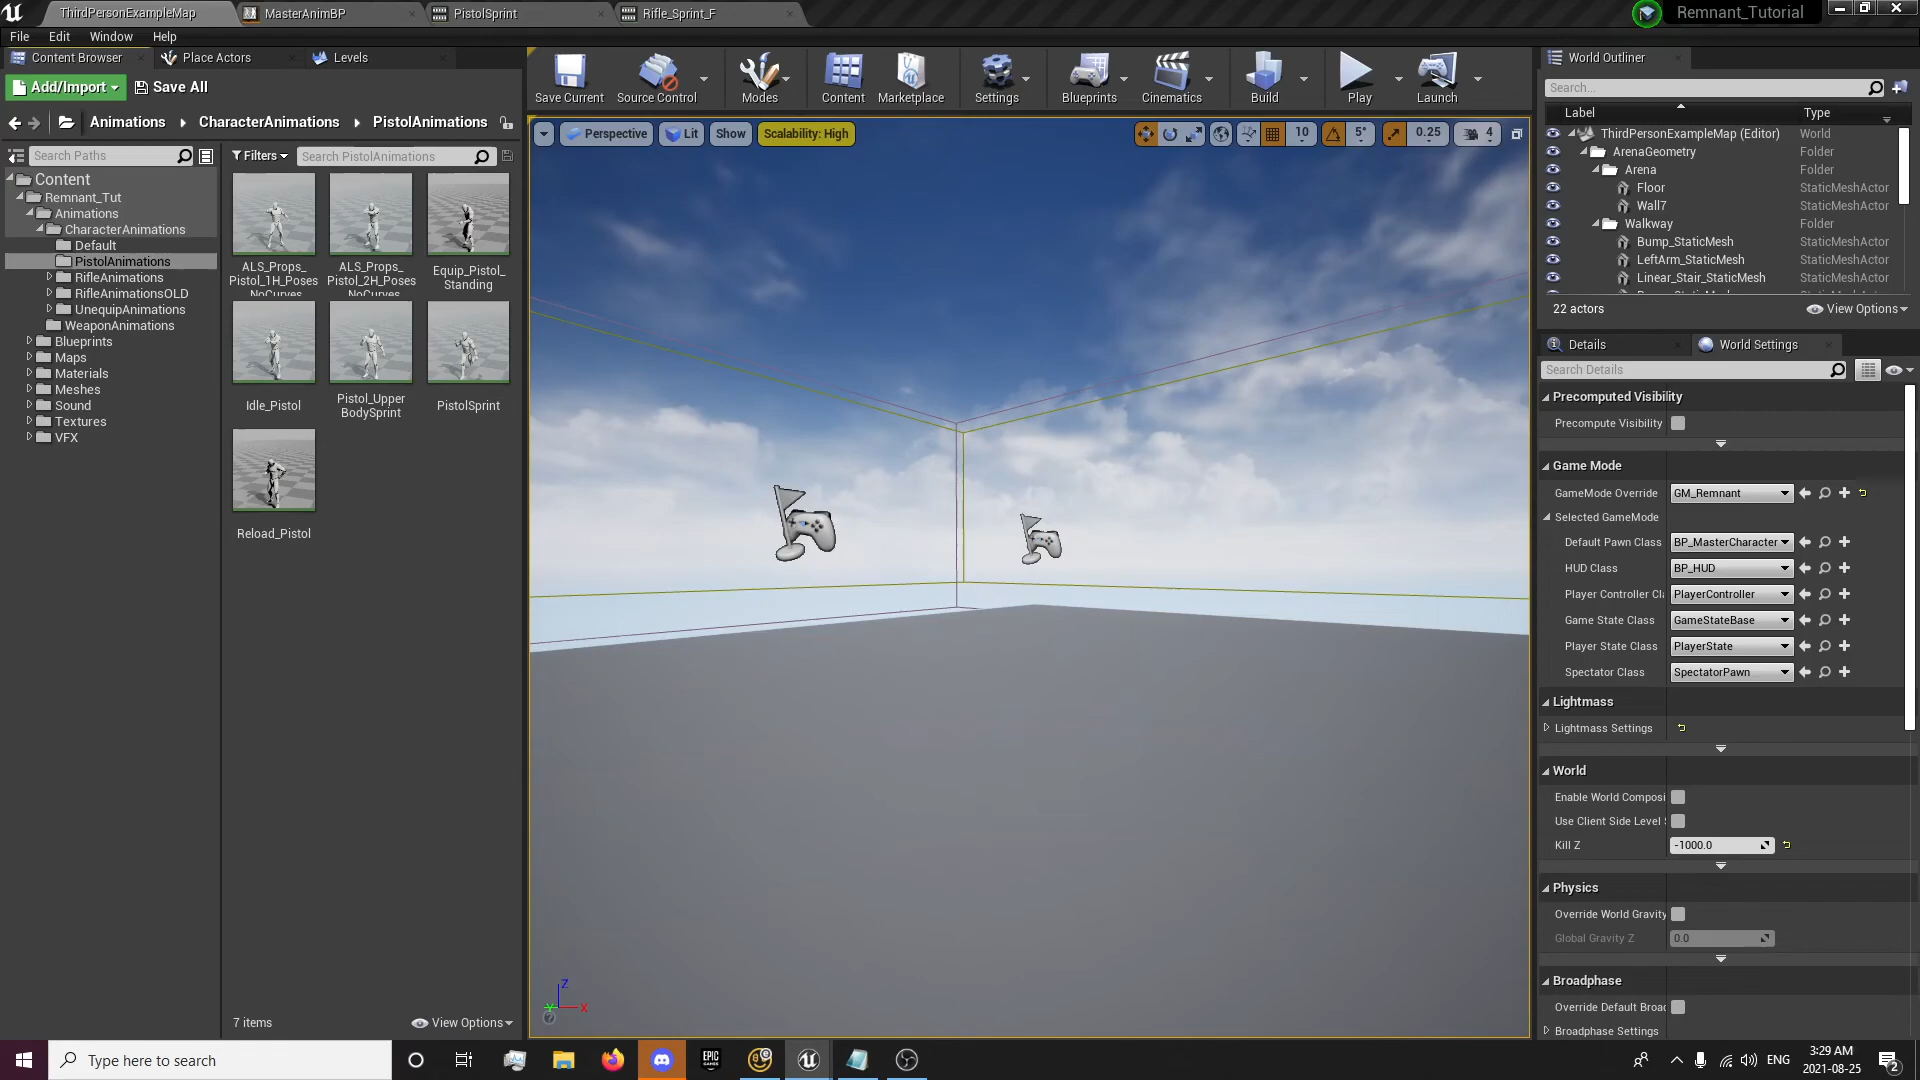 ThirdPersonExampleMap
MasterAnimBP
PistolSprint
Rifle_Sprint_F
Remnant_Tutorial
File
Edit
Window
Help
Content Browser
Place Actors
Levels
Add/Import
Save All
Animations
CharacterAnimations
PistolAnimations
Search Paths
Filters
Search PistolAnimations
Content
Remnant_Tut
Animations
CharacterAnimations
Default
PistolAnimations
RifleAnimations
RifleAnimationsOLD
UnequipAnimations
WeaponAnimations
Blueprints
Maps
Materials
Meshes
Sound
Textures
VFX
ALS_Props_
Pistol_1H_Poses
NoCurves
ALS_Props_
Pistol_2H_Poses
NoCurves
Equip_Pistol_
Standing
Idle_Pistol
Pistol_Upper
BodySprint
PistolSprint
Reload_Pistol
7 items
View Options
Save Current
Source Control
Modes
Content
Marketplace
Settings
Blueprints
Cinematics
Build
Play
Launch
Perspective
Lit
Show
Scalability: High
10
5°
0.25
4
Z
X
Y
World Outliner
Search...
Label
Type
ThirdPersonExampleMap (Editor)
World
ArenaGeometry
Folder
Arena
Folder
Floor
StaticMeshActor
Wall7
StaticMeshActor
Walkway
Folder
Bump_StaticMesh
StaticMeshActor
LeftArm_StaticMesh
StaticMeshActor
Linear_Stair_StaticMesh
StaticMeshActor
22 actors
View Options
Details
World Settings
Search Details
Precomputed Visibility
Precompute Visibility
Game Mode
GameMode Override
GM_Remnant
Selected GameMode
Default Pawn Class
BP_MasterCharacter
HUD Class
BP_HUD
Player Controller Cl
PlayerController
Game State Class
GameStateBase
Player State Class
PlayerState
Spectator Class
SpectatorPawn
Lightmass
Lightmass Settings
World
Enable World Composi
Use Client Side Level
Kill Z
-1000.0
Physics
Override World Gravity
Global Gravity Z
0.0
Broadphase
Override Default Broad
Broadphase Settings
Type here to search
EPIC
GAMES
ENG
3:29 AM
2021-08-25
2